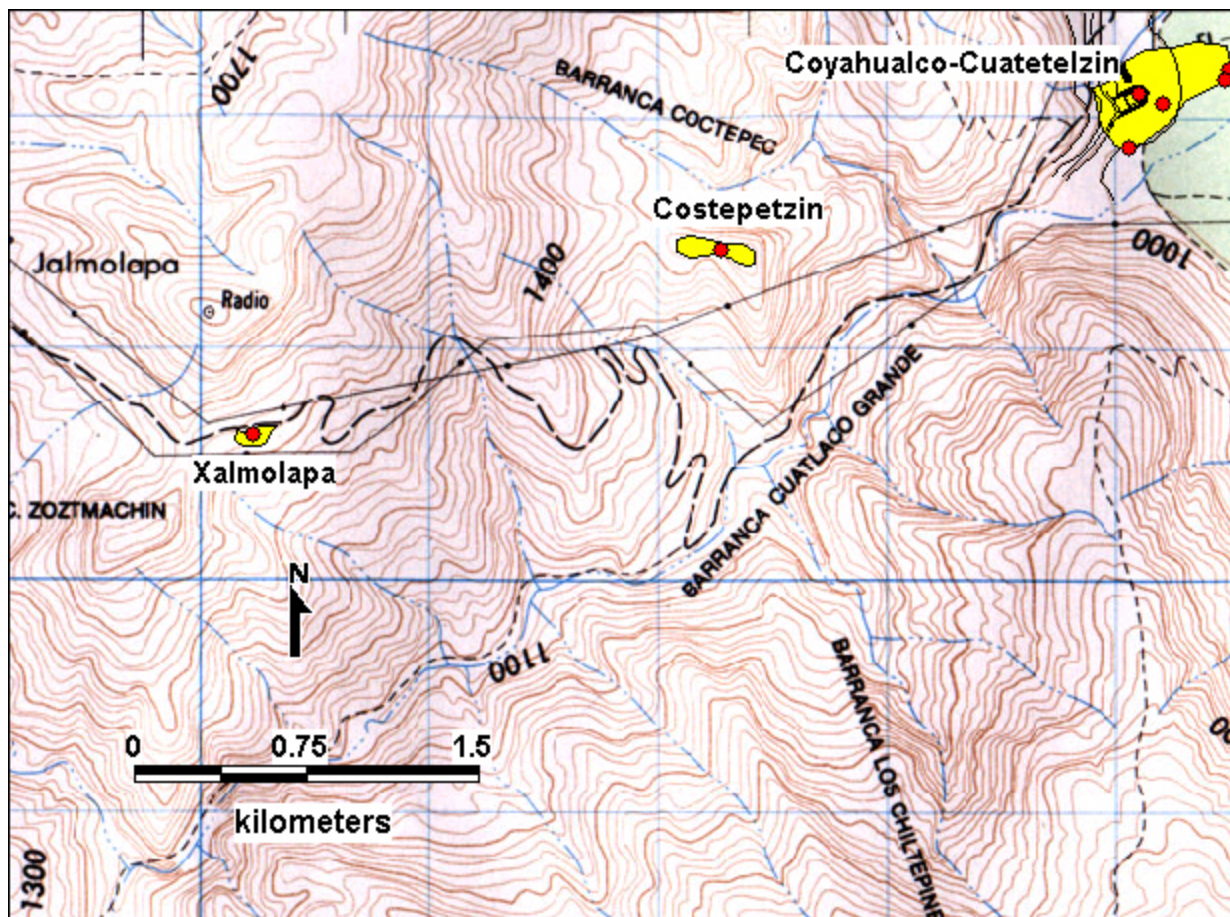 1700
BARRANCA COCTEPEC
Coyahualco-Cuatetelzin
Costepetzin
1000
Jalmolapa
Radio
1400
Xalmolapa
C. ZOZTMACHIN
BARRANCA CUATLACO GRANDE
N
1100
BARRANCA LOS CHILTEPINE
0 0.75 1.5
kilometers
1300